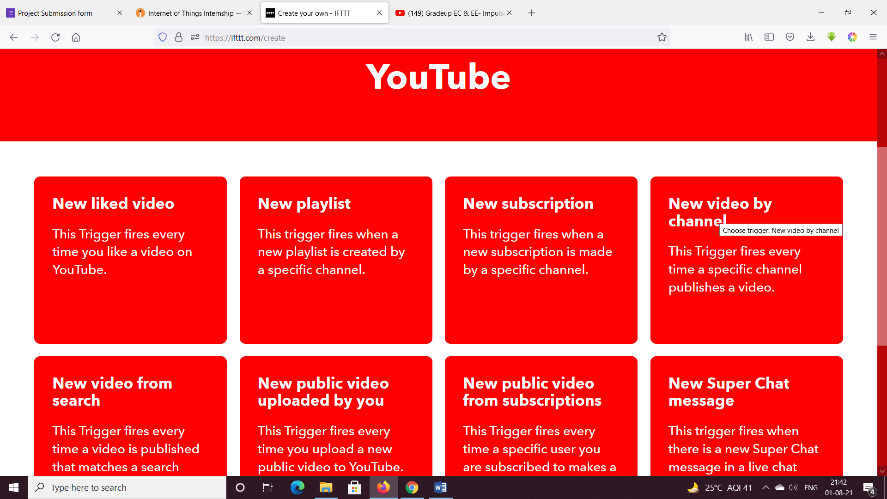 Project Submission form
Internet of Things Internship —
Create your own - IFTTT
(149) Gradeup EC & EE- Impuls
https://ifttt.com/create
YouTube
New liked video
This Trigger fires every
time you like a video on
YouTube.
New playlist
This trigger fires when a
new playlist is created by
a specific channel.
New subscription
This trigger fires when a
new subscription is made
by a specific channel.
New video by
channel
Choose trigger: New video by channel
This Trigger fires every
time a specific channel
publishes a video.
New video from
search
This Trigger fires every
time a video is published
that matches a search
New public video
uploaded by you
This Trigger fires every
time you upload a new
public video to YouTube.
New public video
from subscriptions
This Trigger fires every
time a specific user you
are subscribed to makes a
New Super Chat
message
This trigger fires when
there is a new Super Chat
message in a live chat
Type here to search
25°C AQI 41
ENG
21:42
01-08-21
4